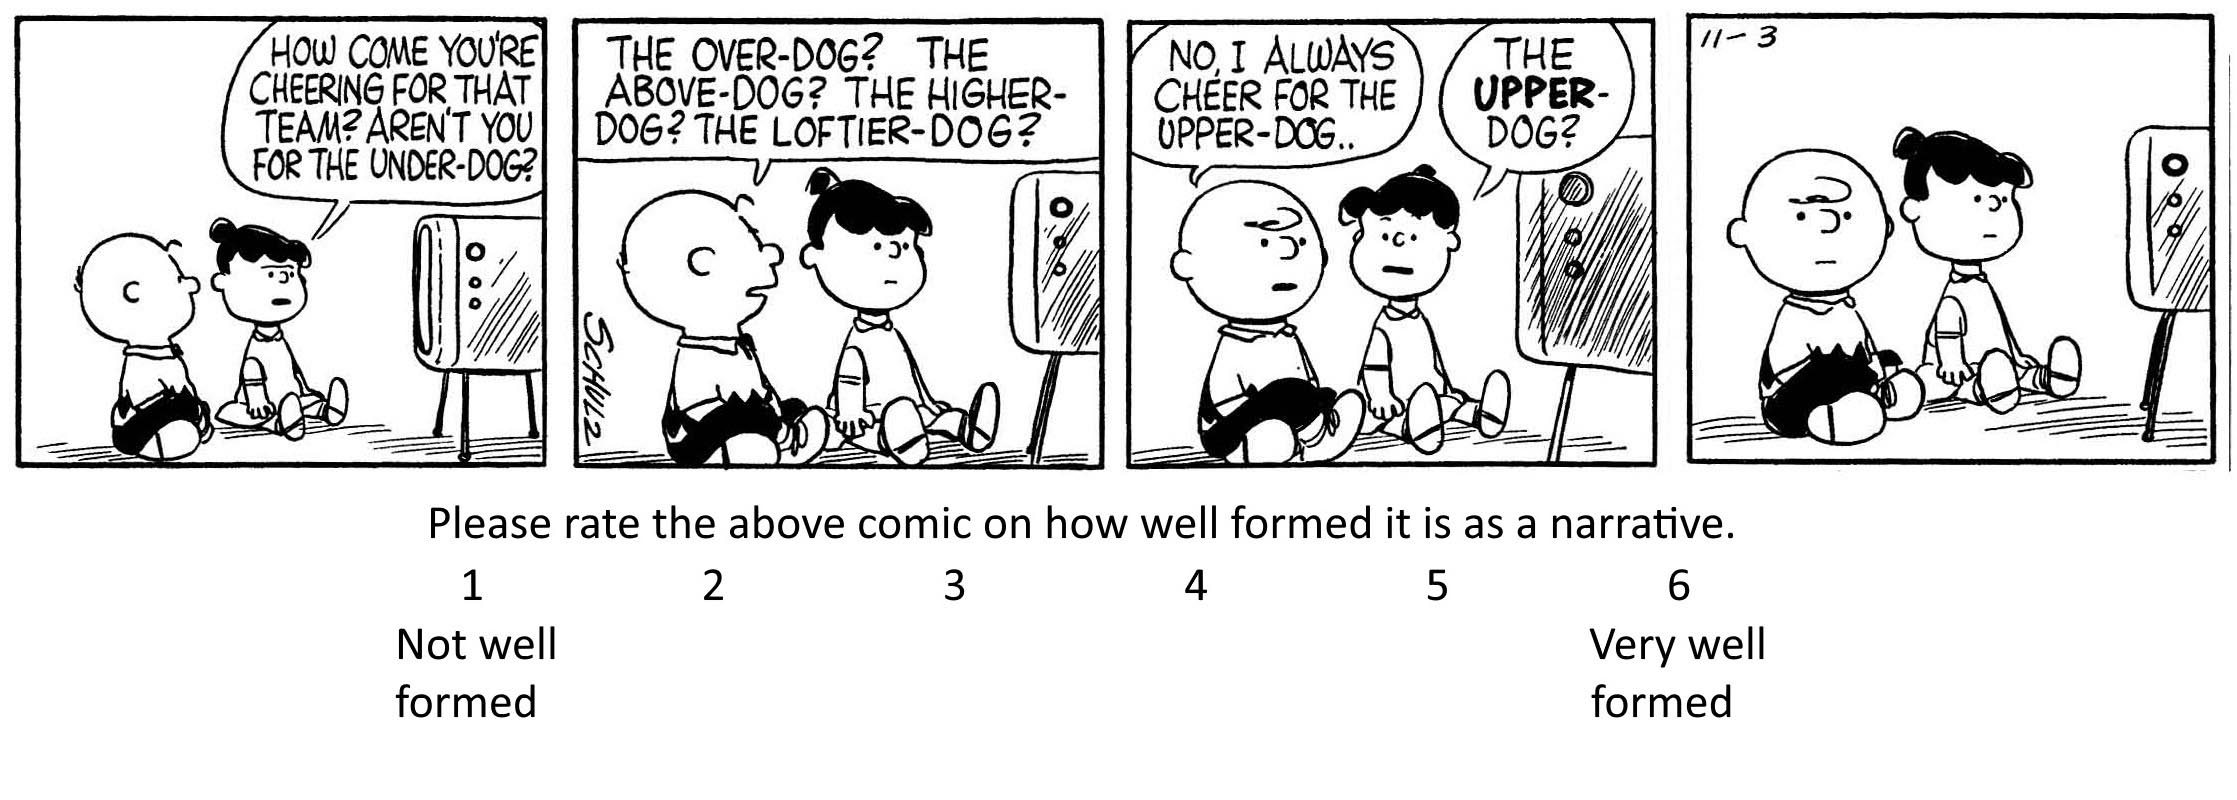 HOW COME YOU'RE
CHEERING FOR THAT
TEAM? AREN'T YOU
FOR THE UNDER-DOG?
THE OVER-DOG? THE
ABOVE-DOG? THE HIGHER-
DOG? THE LOFTIER-DOG?
SCHULZ
NO, I ALWAYS
CHEER FOR THE
UPPER-DOG..
THE
UPPER-
DOG?
11-3
Please rate the above comic on how well formed it is as a narrative.
1 2 3 4 5 6
Not well
formed
Very well
formed